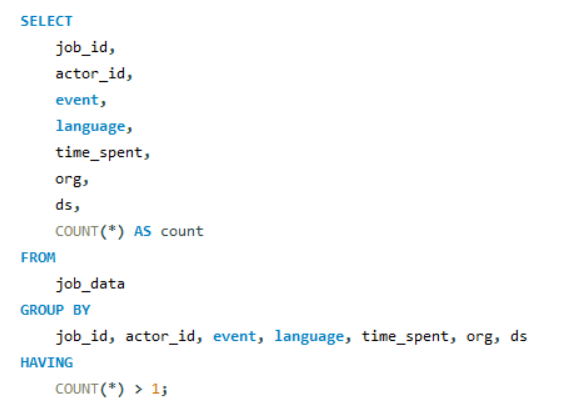 SELECT
    job_id,
    actor_id,
    event,
    language,
    time_spent,
    org,
    ds,
    COUNT(*) AS count
FROM
    job_data
GROUP BY
    job_id, actor_id, event, language, time_spent, org, ds
HAVING
    COUNT(*) > 1;